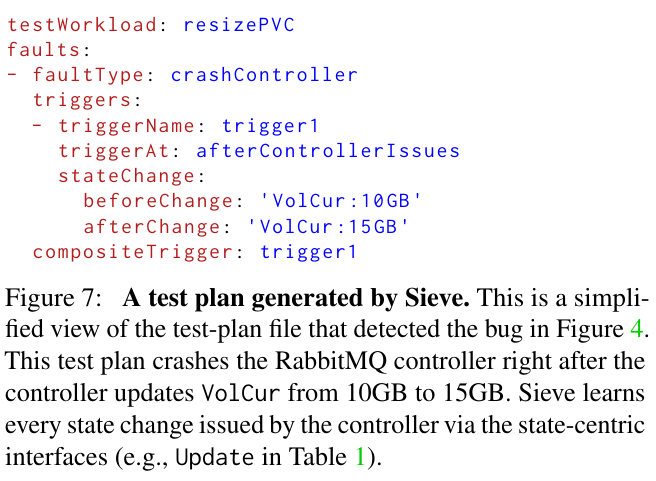 testWorkload: resizePVC
faults:
- faultType: crashController
  triggers:
  - triggerName: trigger1
    triggerAt: afterControllerIssues
    stateChange:
      beforeChange: 'VolCur:10GB'
      afterChange: 'VolCur:15GB'
  compositeTrigger: trigger1
Figure 7: A test plan generated by Sieve. This is a simpli-
fied view of the test-plan file that detected the bug in Figure 4.
This test plan crashes the RabbitMQ controller right after the
controller updates VolCur from 10GB to 15GB. Sieve learns
every state change issued by the controller via the state-centric
interfaces (e.g., Update in Table 1).